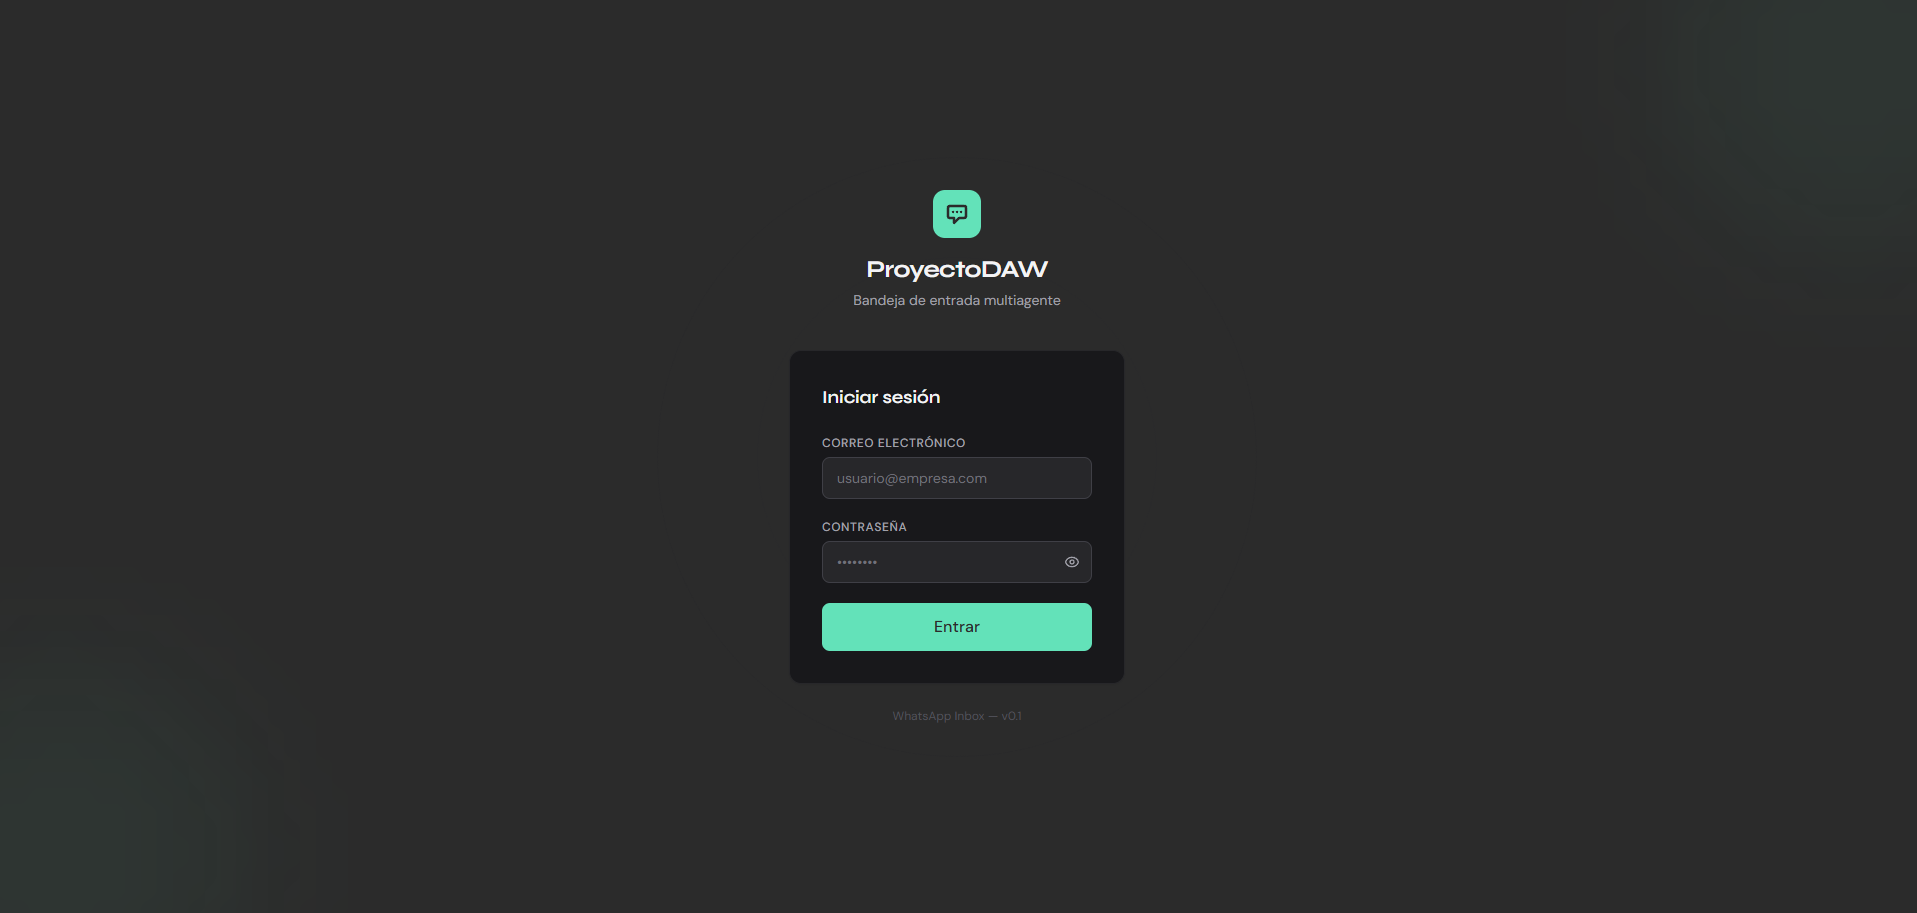 ProyectoDAW
Bandeja de entrada multiagente
Iniciar sesión
CORREO ELECTRÓNICO
usuario@empresa.com
CONTRASEÑA
••••••••
Entrar
WhatsApp Inbox — v0.1